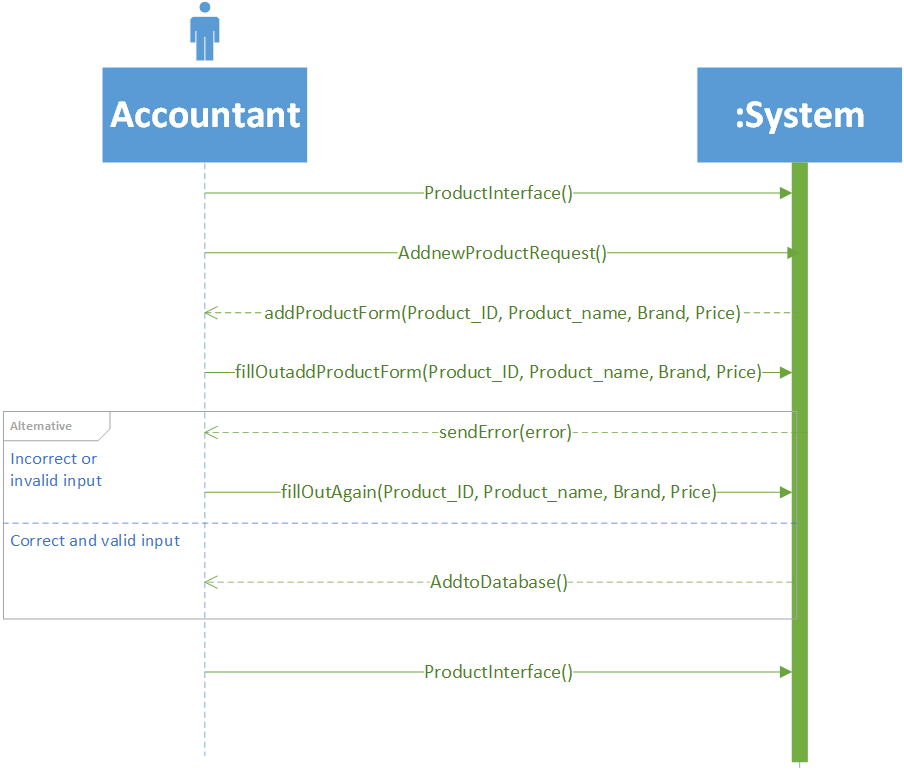 Accountant
:System
ProductInterface()
AddnewProductRequest()
addProductForm(Product_ID, Product_name, Brand, Price)
fillOutaddProductForm(Product_ID, Product_name, Brand, Price)
Alternative
sendError(error)
Incorrect or
invalid input
fillOutAgain(Product_ID, Product_name, Brand, Price)
Correct and valid input
AddtoDatabase()
ProductInterface()